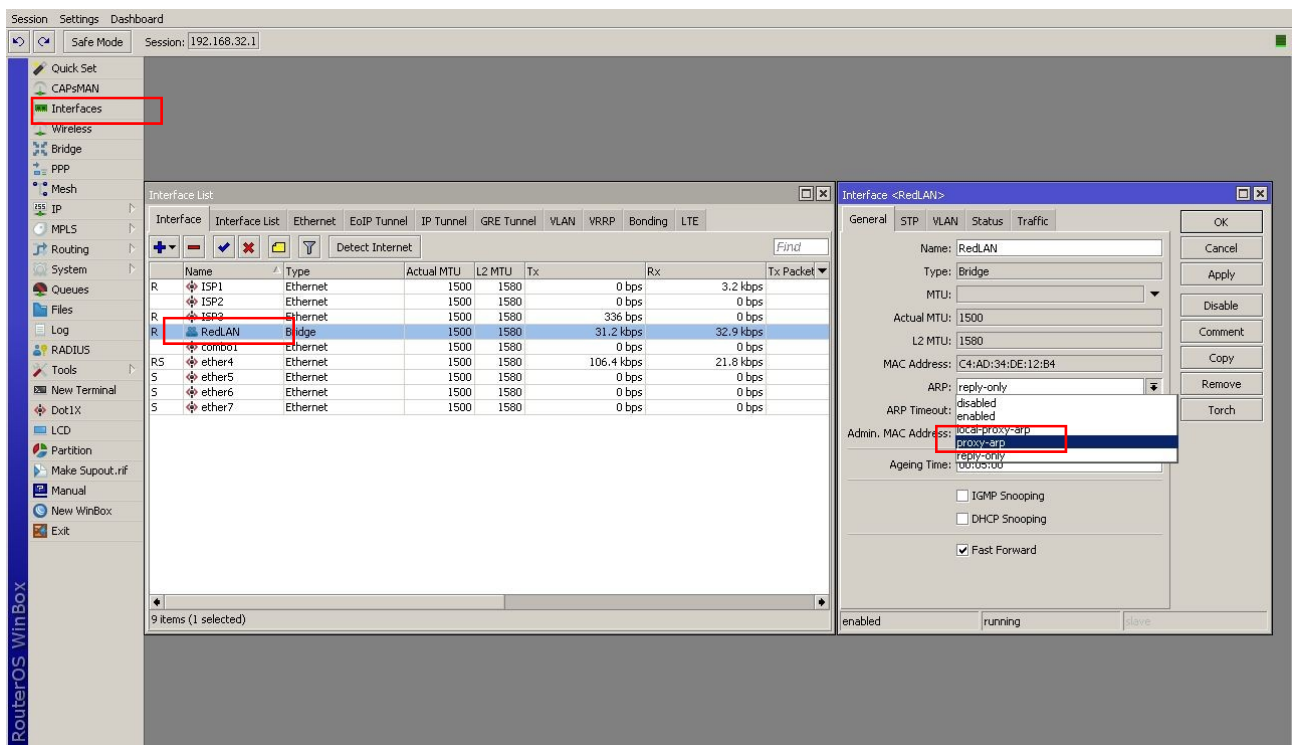 Session Settings Dashboard
Safe Mode Session: 192.168.32.1
Quick Set
CAPsMAN
Interfaces
Wireless
Bridge
PPP
Mesh
IP
MPLS
Routing
System
Queues
Files
Log
RADIUS
Tools
New Terminal
Dot1X
LCD
Partition
Make Supout.rif
Manual
New WinBox
Exit
RouterOS WinBox
Interface List
Interface Interface List Ethernet EoIP Tunnel IP Tunnel GRE Tunnel VLAN VRRP Bonding LTE
Detect Internet Find
Name Type Actual MTU L2 MTU Tx Rx Tx Packet
R ISP1 Ethernet 1500 1580 0 bps 3.2 kbps
ISP2 Ethernet 1500 1580 0 bps 0 bps
R ISP3 Ethernet 1500 1580 336 bps 0 bps
R RedLAN Bridge 1500 1580 31.2 kbps 32.9 kbps
combo1 Ethernet 1500 1580 0 bps 0 bps
RS ether4 Ethernet 1500 1580 106.4 kbps 21.8 kbps
S ether5 Ethernet 1500 1580 0 bps 0 bps
S ether6 Ethernet 1500 1580 0 bps 0 bps
S ether7 Ethernet 1500 1580 0 bps 0 bps
9 items (1 selected)
Interface <RedLAN>
General STP VLAN Status Traffic
Name: RedLAN
Type: Bridge
MTU:
Actual MTU: 1500
L2 MTU: 1580
MAC Address: C4:AD:34:DE:12:B4
ARP: reply-only
disabled
ARP Timeout: enabled
local-proxy-arp
Admin. MAC Address: proxy-arp
reply-only
Ageing Time: 00:05:00
IGMP Snooping
DHCP Snooping
Fast Forward
OK
Cancel
Apply
Disable
Comment
Copy
Remove
Torch
enabled running slave